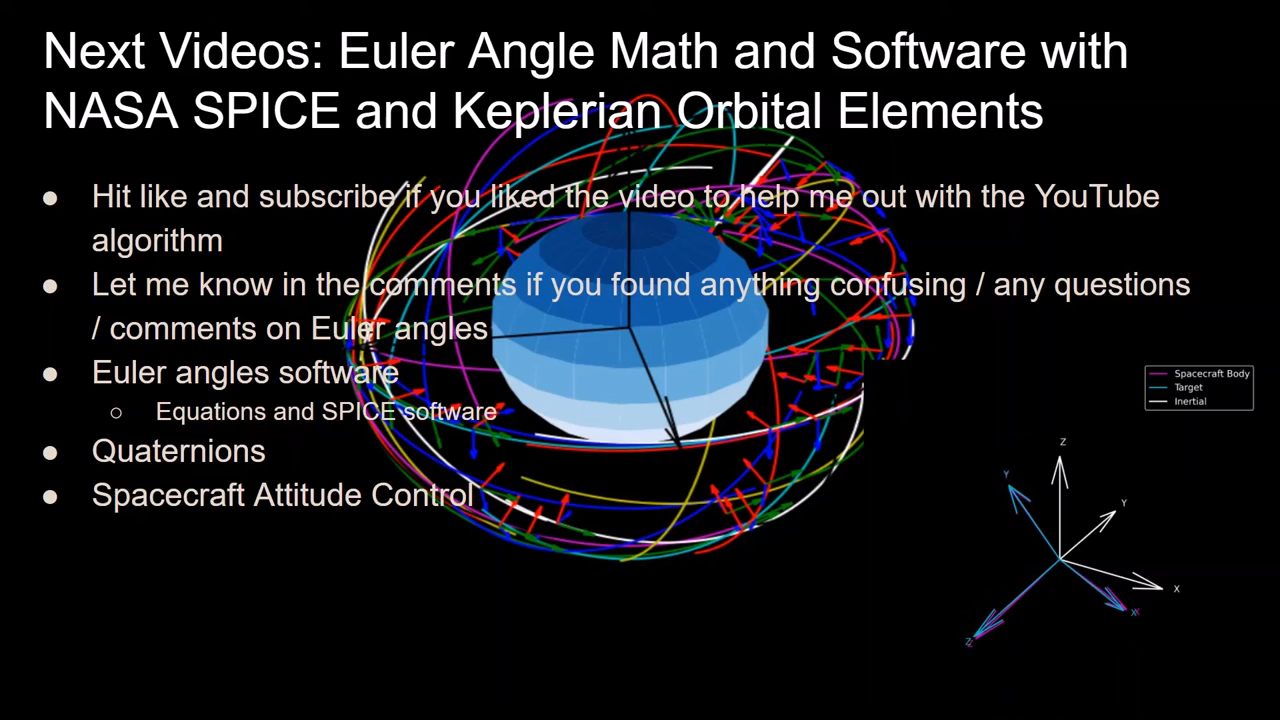 Next Videos: Euler Angle Math and Software with
NASA SPICE and Keplerian Orbital Elements
● Hit like and subscribe if you liked the video to help me out with the YouTube
algorithm
● Let me know in the comments if you found anything confusing / any questions
/ comments on Euler angles
● Euler angles software
○ Equations and SPICE software
● Quaternions
● Spacecraft Attitude Control
Spacecraft Body
Target
Inertial
Z
Y
Y
X
X
X
Z
Z